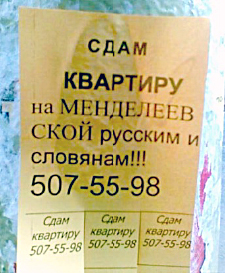 СДАМ
КВАРТИРУ
на МЕНДЕЛЕЕВ
СКОЙ русским и
словянам!!!
507-55-98
Сдам
квартиру
507-55-98
Сдам
квартиру
507-55-98
Сдам
квартиру
507-55-98